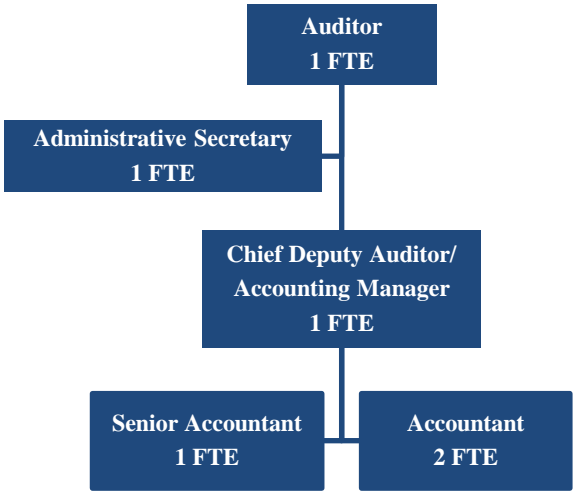 Auditor
1 FTE
Administrative Secretary
1 FTE
Chief Deputy Auditor/
Accounting Manager
1 FTE
Senior Accountant
1 FTE
Accountant
2 FTE